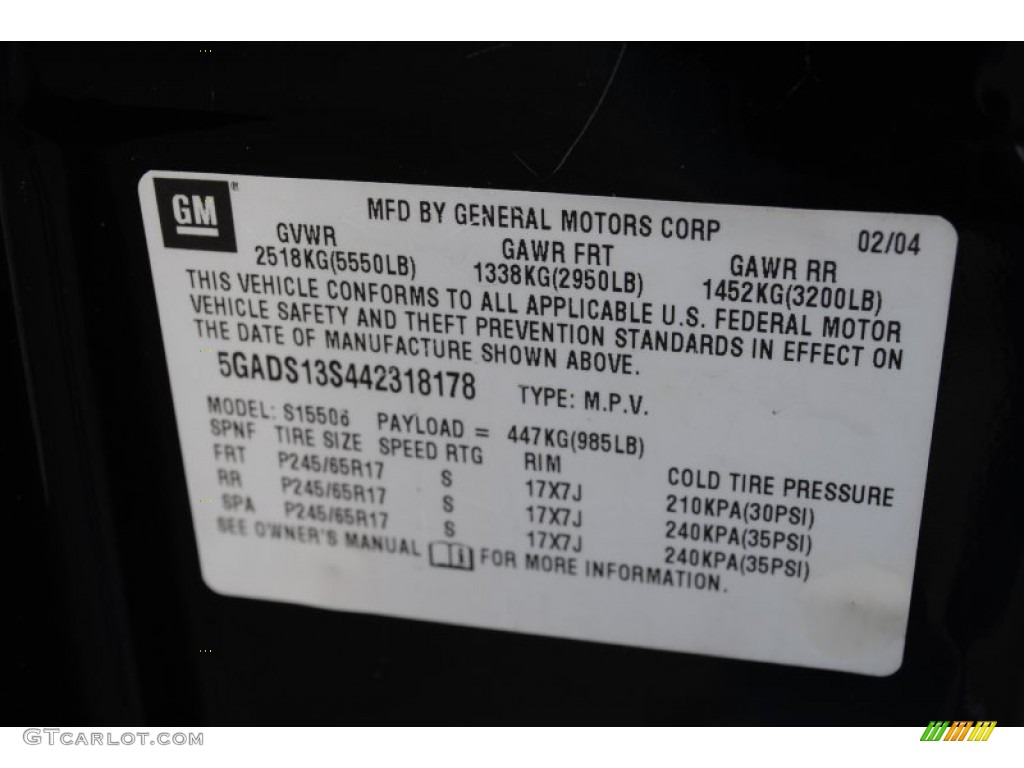 GM®
MFD BY GENERAL MOTORS CORP 02/04
GVWR GAWR FRT GAWR RR
2518KG(5550LB) 1338KG(2950LB) 1452KG(3200LB)
THIS VEHICLE CONFORMS TO ALL APPLICABLE U.S. FEDERAL MOTOR
VEHICLE SAFETY AND THEFT PREVENTION STANDARDS IN EFFECT ON
THE DATE OF MANUFACTURE SHOWN ABOVE.
5GADS13S442318178 TYPE: M.P.V.
MODEL: S15506 PAYLOAD = 447KG(985LB)
SPNF TIRE SIZE SPEED RTG RIM COLD TIRE PRESSURE
FRT P245/65R17 S 17X7J 210KPA(30PSI)
RR P245/65R17 S 17X7J 240KPA(35PSI)
SPA P245/65R17 S 17X7J 240KPA(35PSI)
SEE OWNER'S MANUAL FOR MORE INFORMATION.
GTCARLOT.COM